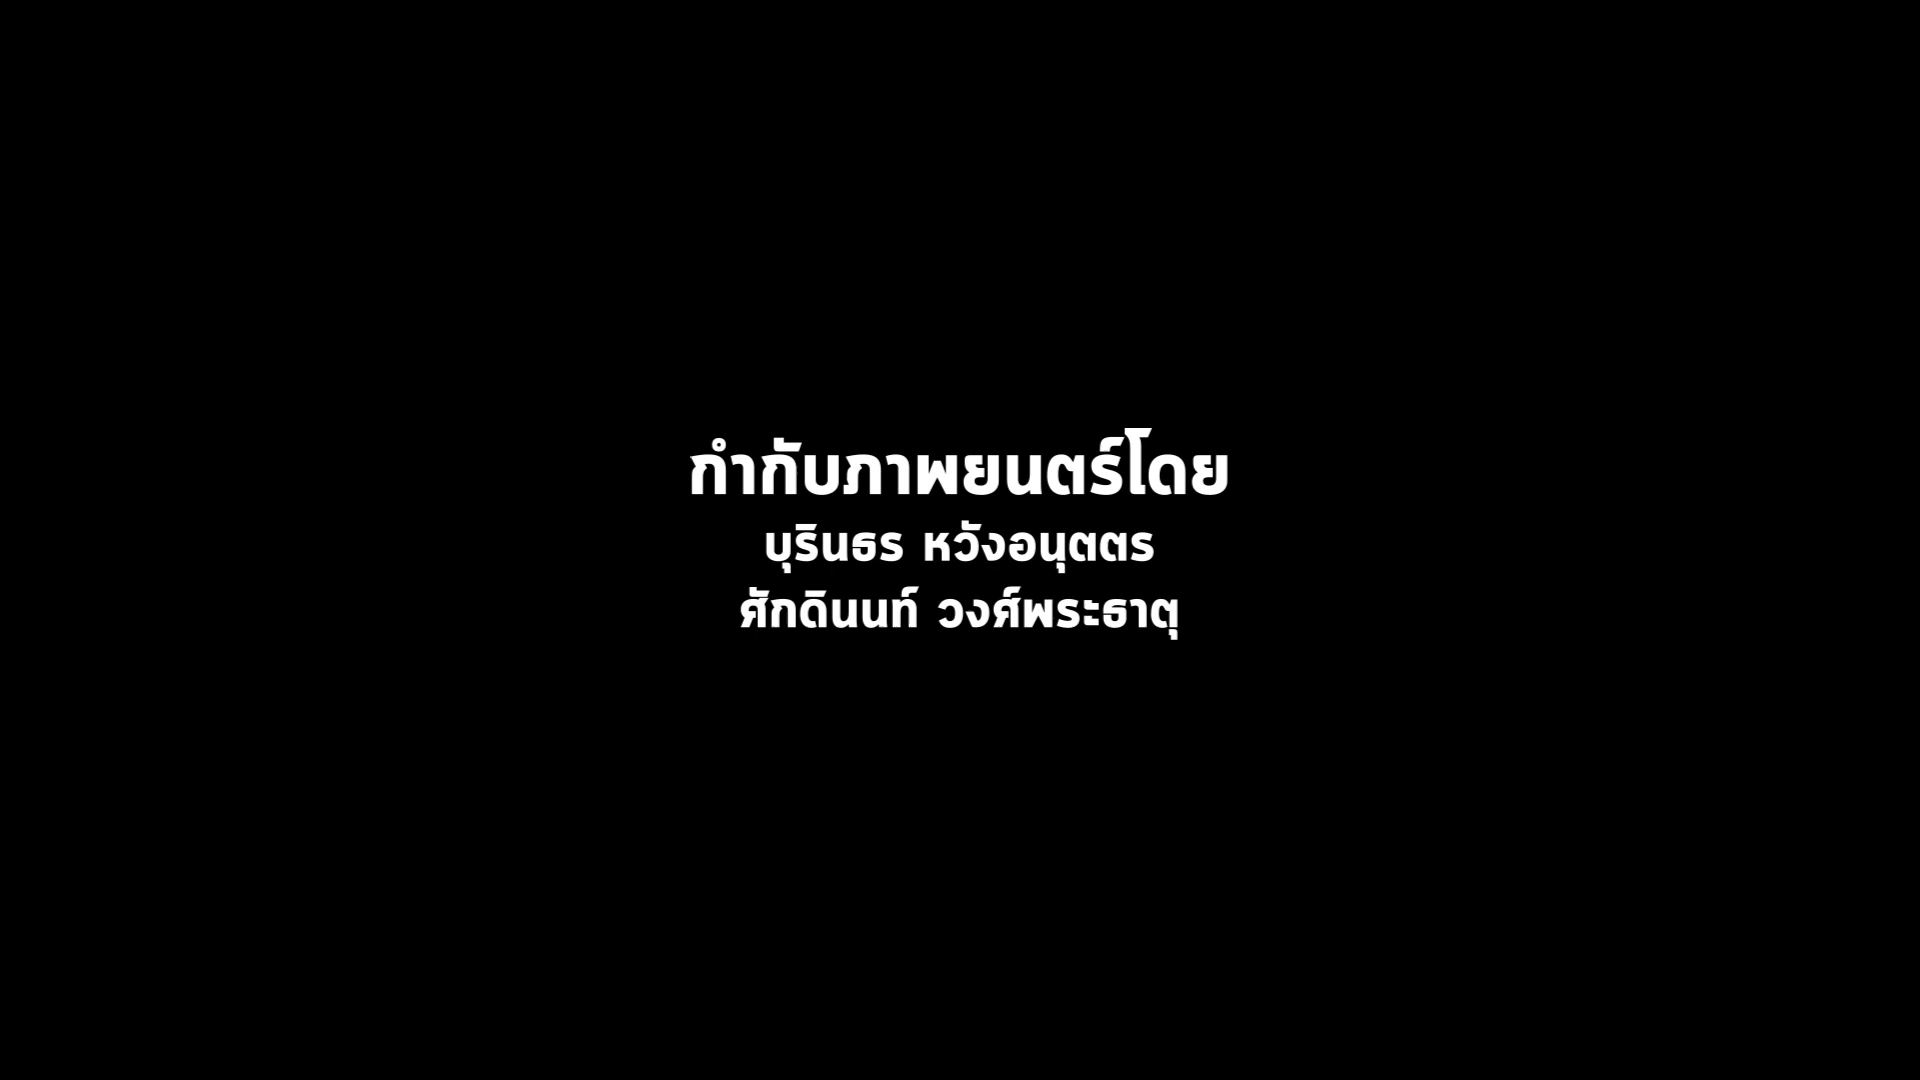 กำกับภาพยนตร์โดย
บุรินธร หวังอนุตตร
ศักดินนท์ วงศ์พระธาตุ